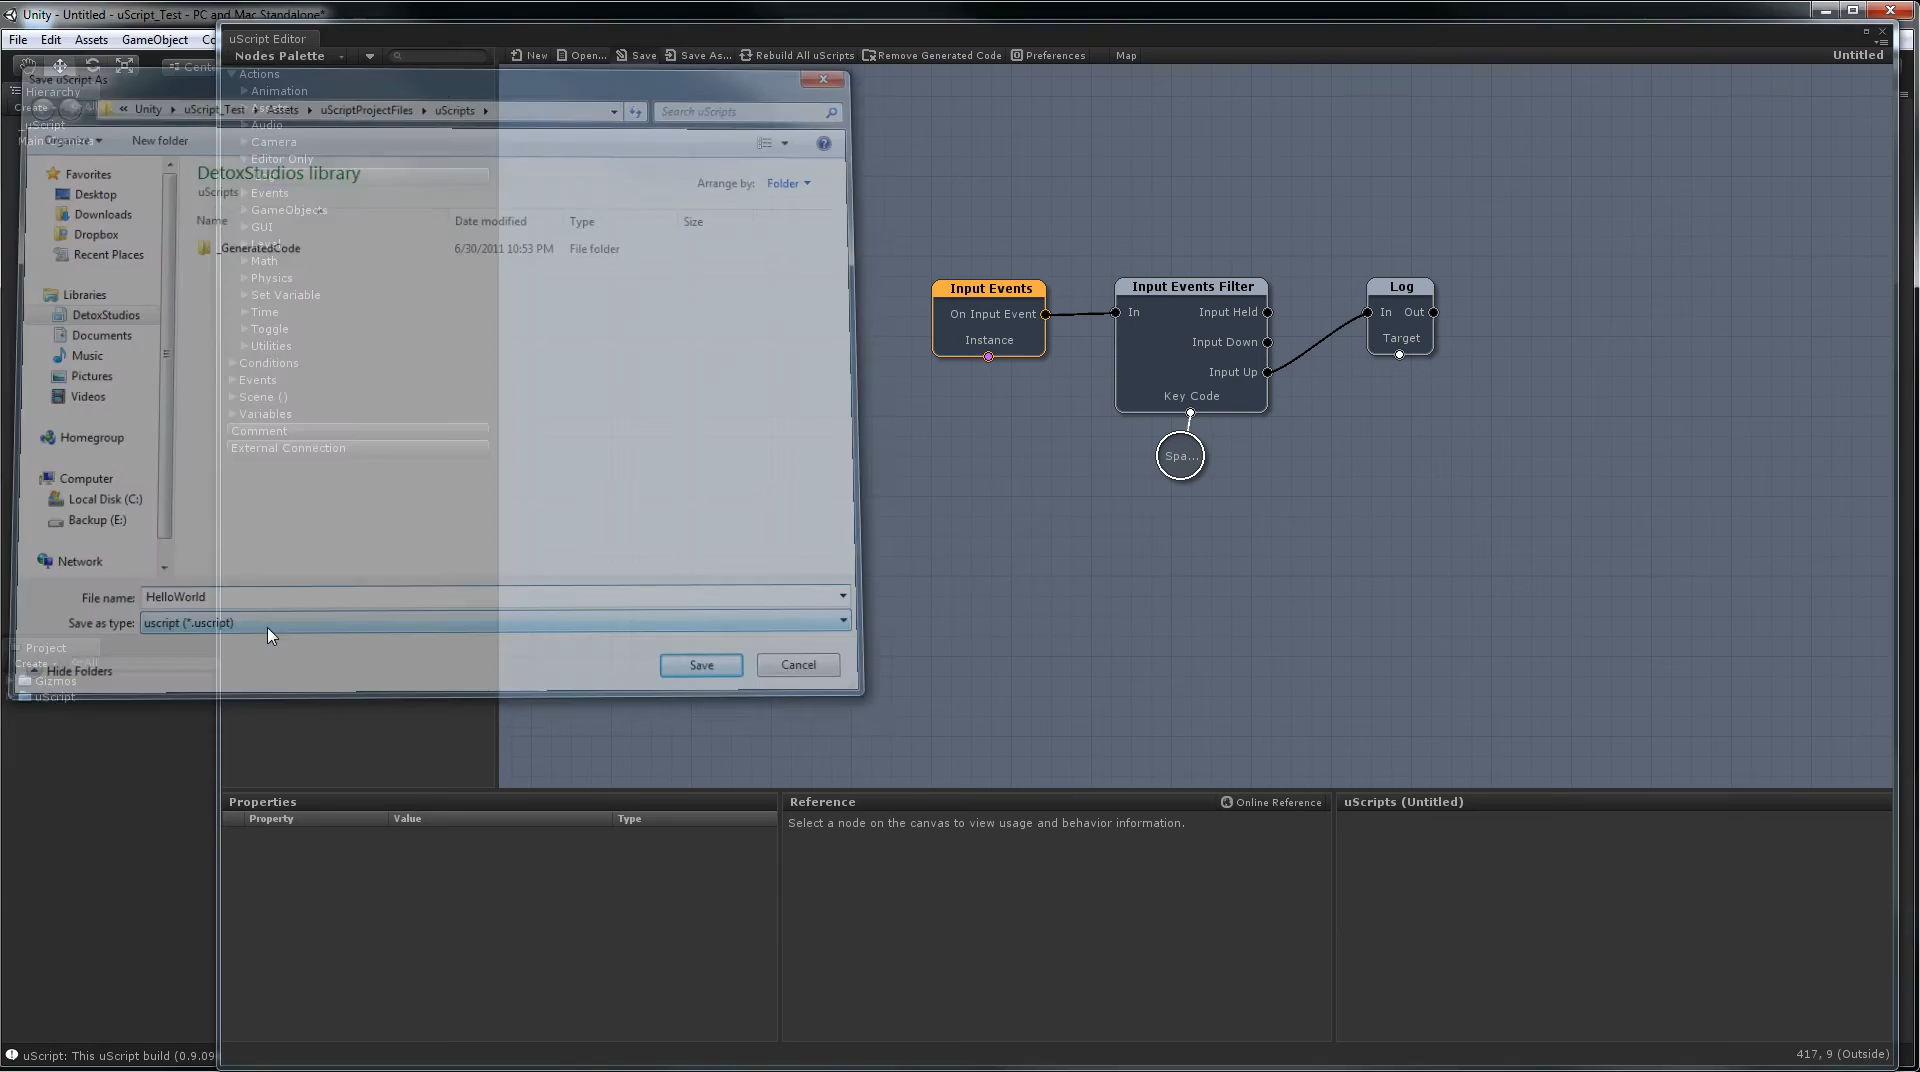 Unity - Untitled - uScript_Test - PC and Mac Standalone*
File Edit Assets GameObject
uScript Editor
Nodes Palette
New Open... Save Save As... Rebuild All uScripts Remove Generated Code Preferences Map Untitled
Save uScript As
Hierarchy
Create All
_uScript
Unity uScript_Test Assets uScriptProjectFiles uScripts
Search uScripts
Organize New folder
Favorites
Desktop
Downloads
Dropbox
Recent Places
Libraries
DetoxStudios
Documents
Music
Pictures
Videos
Homegroup
Computer
Local Disk (C:)
Backup (E:)
Network
DetoxStudios library
uScripts
Arrange by: Folder
Name Date modified Type Size
_GeneratedCode 6/30/2011 10:53 PM File folder
File name: HelloWorld
Save as type: uscript (*.uscript)
Hide Folders
Save Cancel
Actions
Animation
Audio
Camera
Editor Only
Events
GameObjects
GUI
Math
Physics
Set Variable
Time
Toggle
Utilities
Conditions
Events
Scene ()
Variables
Comment
External Connection
Project
Create All
Gizmos
uScript
Input Events
On Input Event
Instance
Input Events Filter
In Input Held
Input Down
Input Up
Key Code
Spa...
Log
In Out
Target
Properties
Property Value Type
Reference Online Reference
Select a node on the canvas to view usage and behavior information.
uScripts (Untitled)
uScript: This uScript build (0.9.09
417, 9 (Outside)